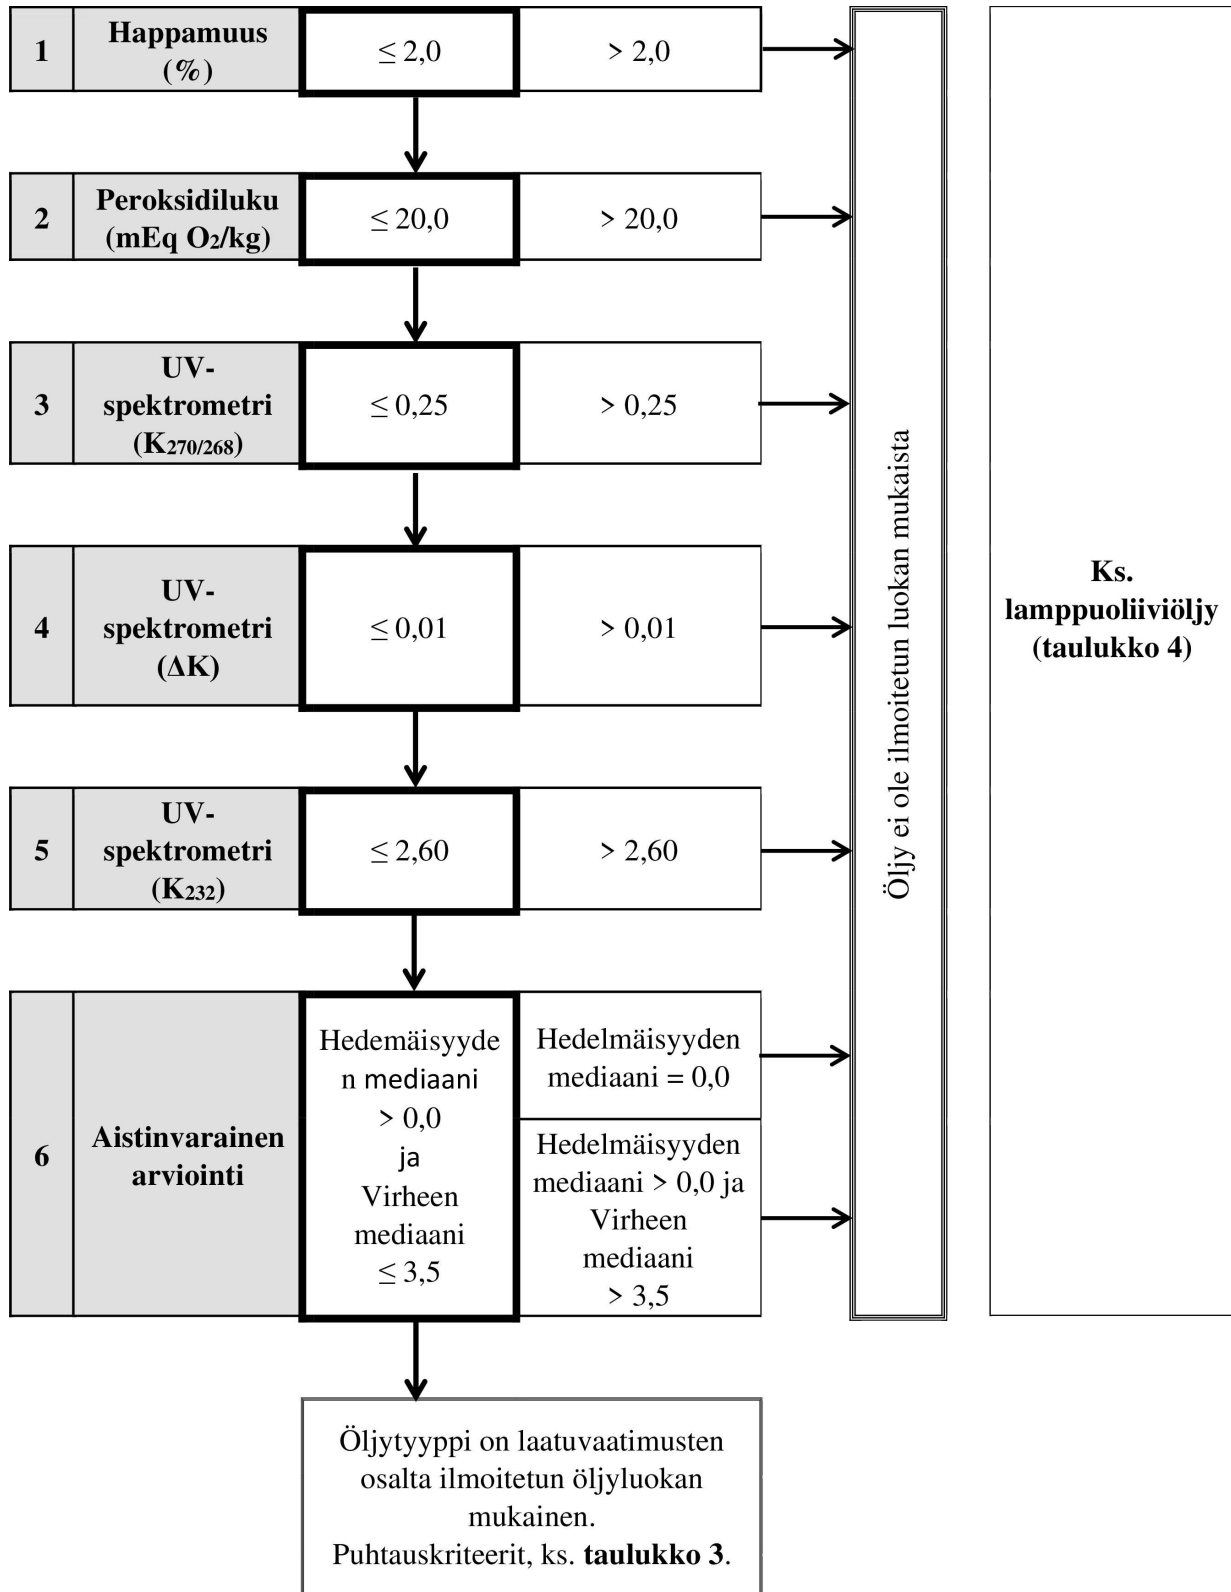 1
Happamuus
(%)
≤ 2,0
> 2,0
2
Peroksidiluku
(mEq O₂/kg)
≤ 20,0
> 20,0
3
UV-
spektrometri
(K₂₇₀/₂₆₈)
≤ 0,25
> 0,25
4
UV-
spektrometri
(ΔK)
≤ 0,01
> 0,01
5
UV-
spektrometri
(K₂₃₂)
≤ 2,60
> 2,60
6
Aistinvarainen
arviointi
Hedemäisyyde
n mediaani
> 0,0
ja
Virheen
mediaani
≤ 3,5
Hedelmäisyyden
mediaani = 0,0
Hedelmäisyyden
mediaani > 0,0 ja
Virheen
mediaani
> 3,5
Öljy ei ole ilmoitetun luokan mukaista
Ks.
lamppuoliiviöljy
(taulukko 4)
Öljytyyppi on laatuvaatimusten
osalta ilmoitetun öljyluokan
mukainen.
Puhtauskriteerit, ks. taulukko 3.